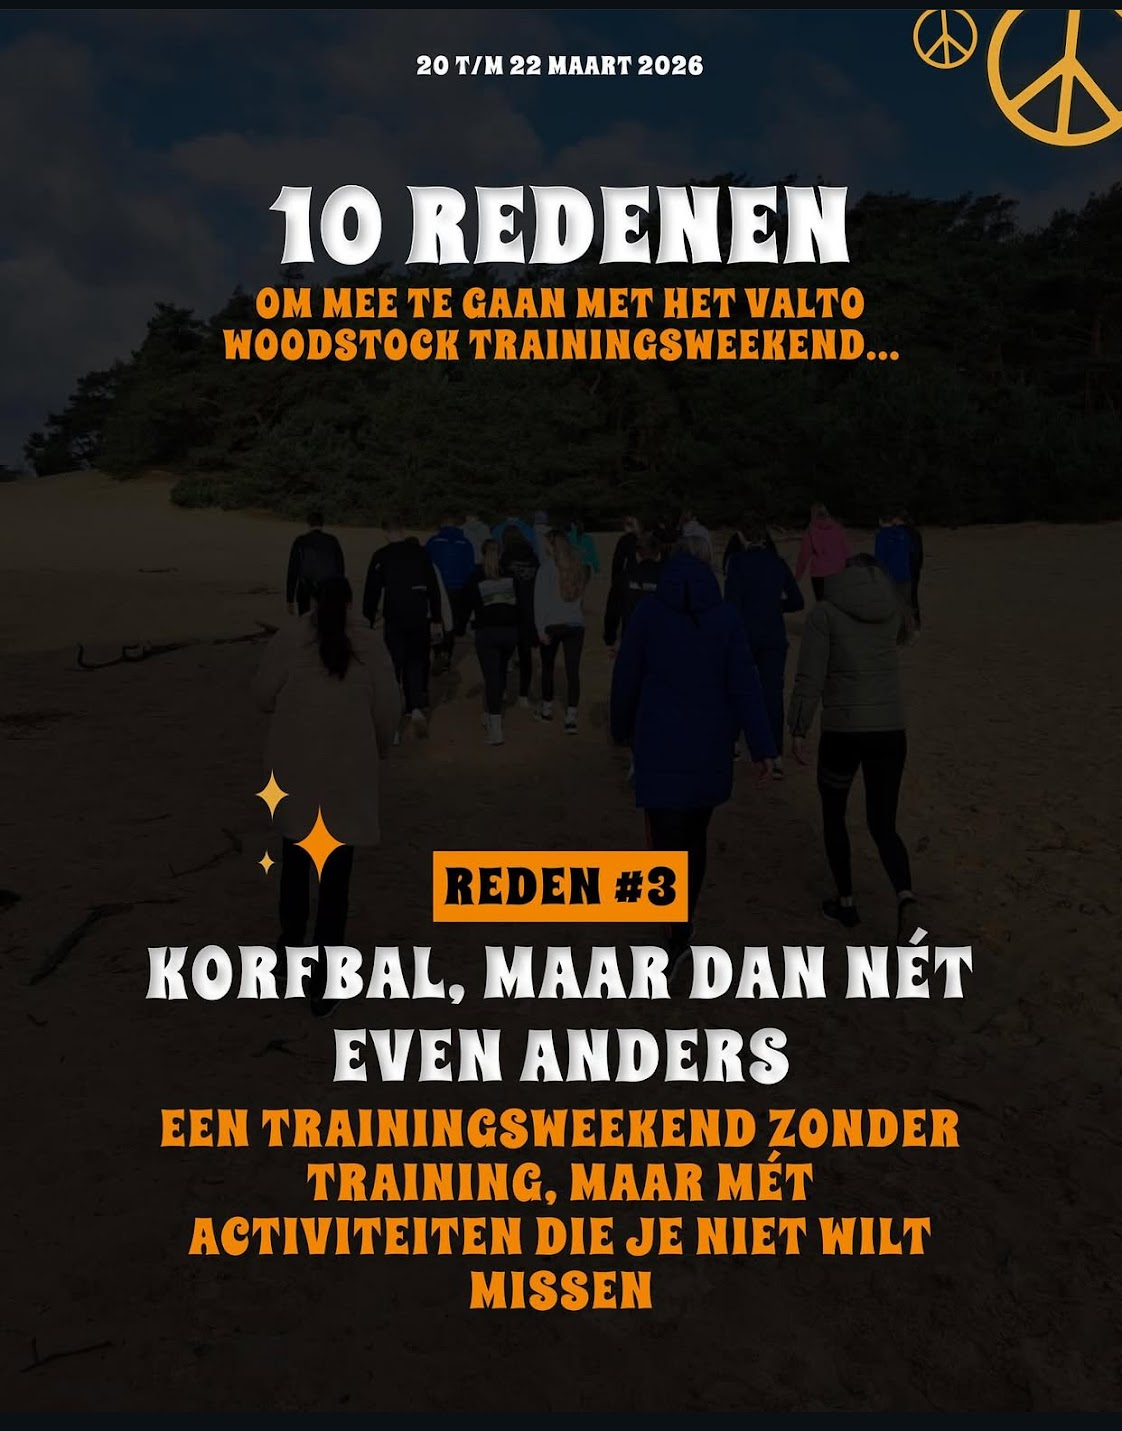 20 T/M 22 MAART 2026
10 REDENEN
OM MEE TE GAAN MET HET VALTO
WOODSTOCK TRAININGSWEEKEND...
REDEN #3
KORFBAL, MAAR DAN NÉT
EVEN ANDERS
EEN TRAININGSWEEKEND ZONDER
TRAINING, MAAR MÉT
ACTIVITEITEN DIE JE NIET WILT
MISSEN